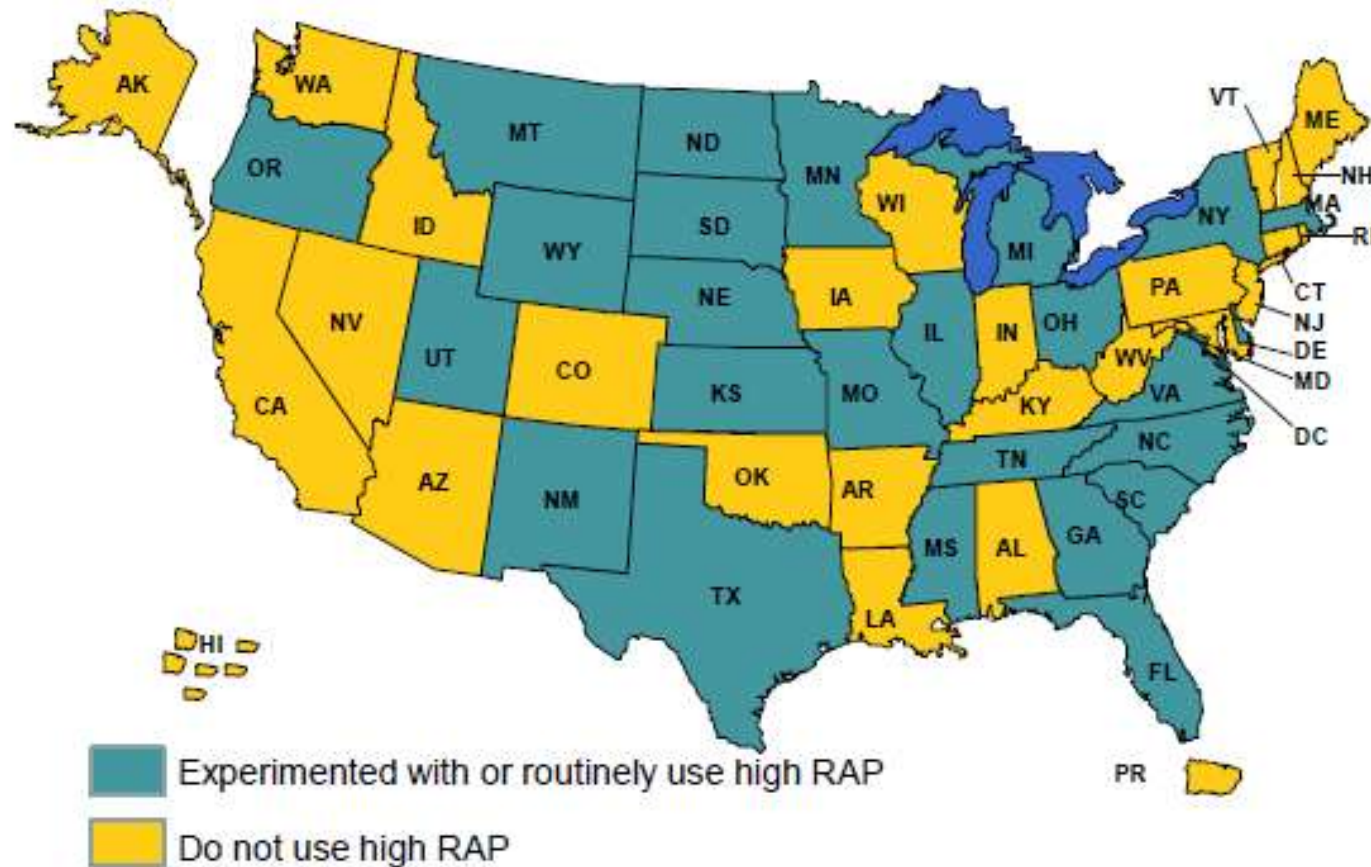 AK
WA
MT
ND
MN
VT
ME
OR
ID
SD
WI
NY
NH
MA
WY
MI
R
NE
IA
PA
CT
NV
UT
CO
IL
IN
OH
NJ
WV
DE
CA
KS
MO
KY
VA
MD
DC
AZ
NM
OK
AR
TN
NC
SC
MS
AL
GA
TX
LA
FL
HI
PR
Experimented with or routinely use high RAP
Do not use high RAP